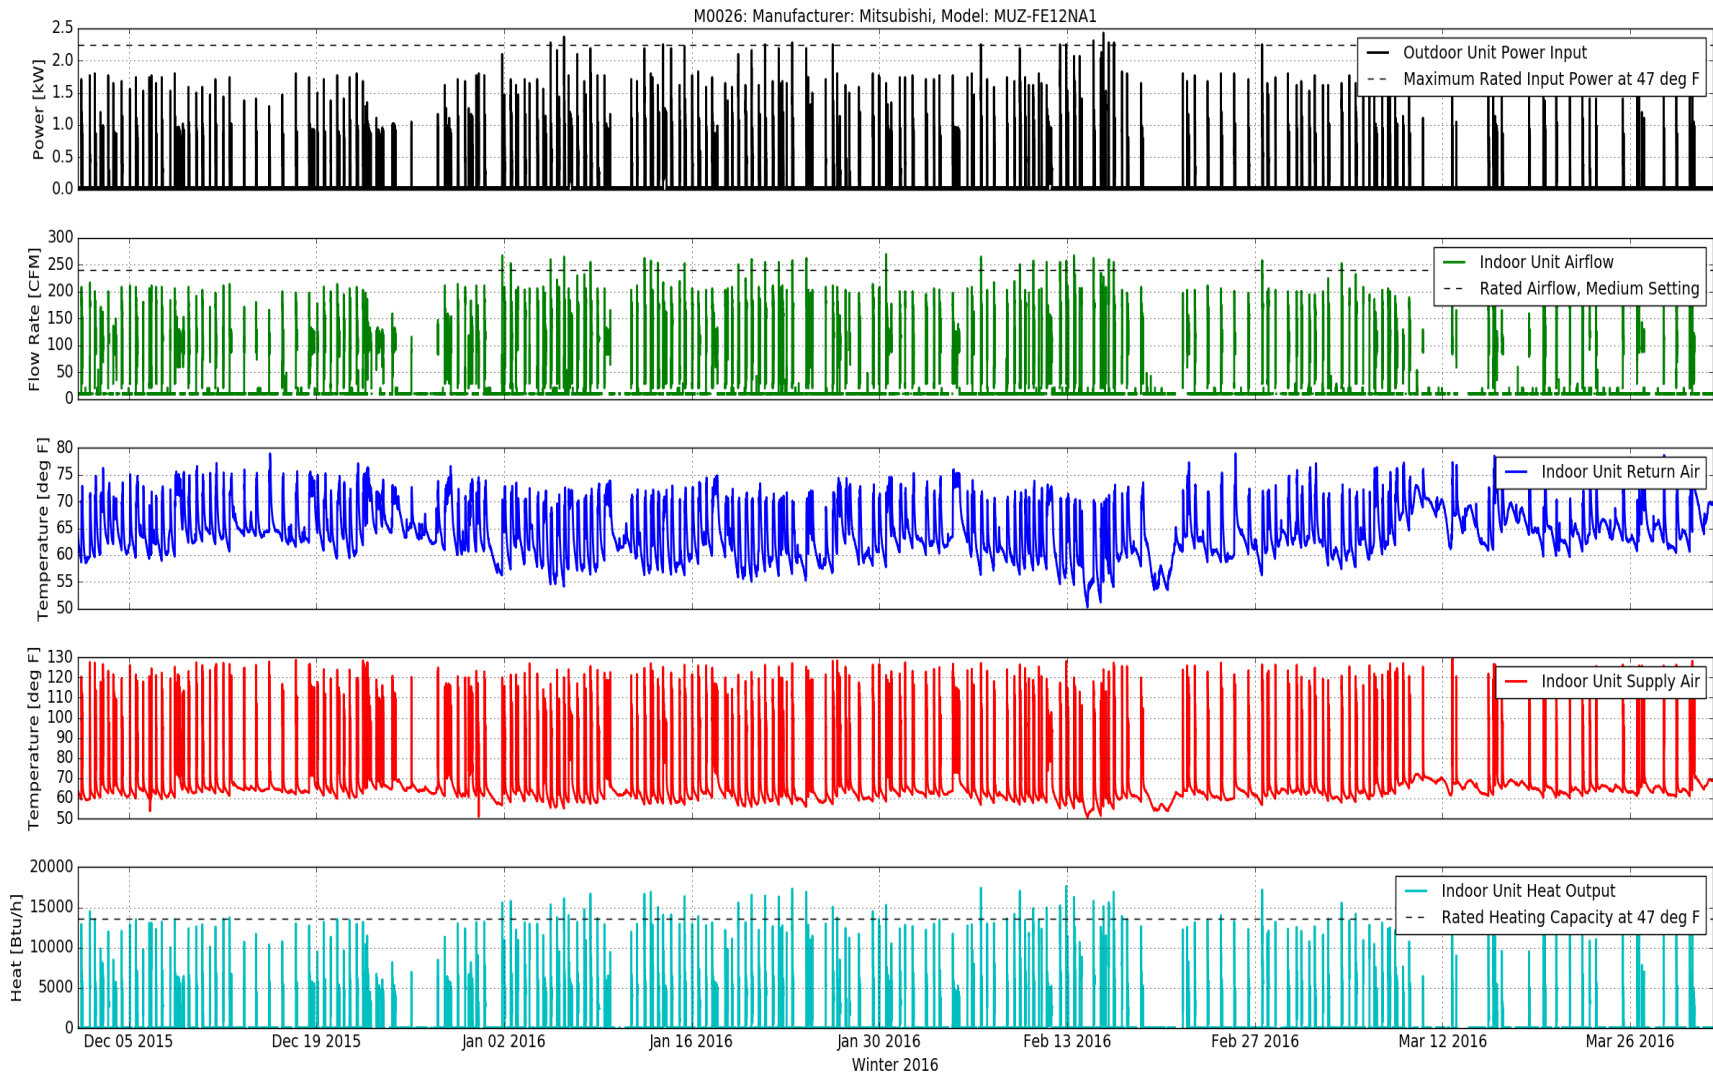 M0026: Manufacturer: Mitsubishi, Model: MUZ-FE12NA1
2.5
2.0
1.5
1.0
0.5
0.0
Power [kW]
Outdoor Unit Power Input
Maximum Rated Input Power at 47 deg F
300
250
200
150
100
50
0
Flow Rate [CFM]
Indoor Unit Airflow
Rated Airflow, Medium Setting
80
75
70
65
60
55
50
Temperature [deg F]
Indoor Unit Return Air
130
120
110
100
90
80
70
60
50
Temperature [deg F]
Indoor Unit Supply Air
20000
15000
10000
5000
0
Heat [Btu/h]
Indoor Unit Heat Output
Rated Heating Capacity at 47 deg F
Dec 05 2015 Dec 19 2015 Jan 02 2016 Jan 16 2016 Jan 30 2016 Feb 13 2016 Feb 27 2016 Mar 12 2016 Mar 26 2016
Winter 2016